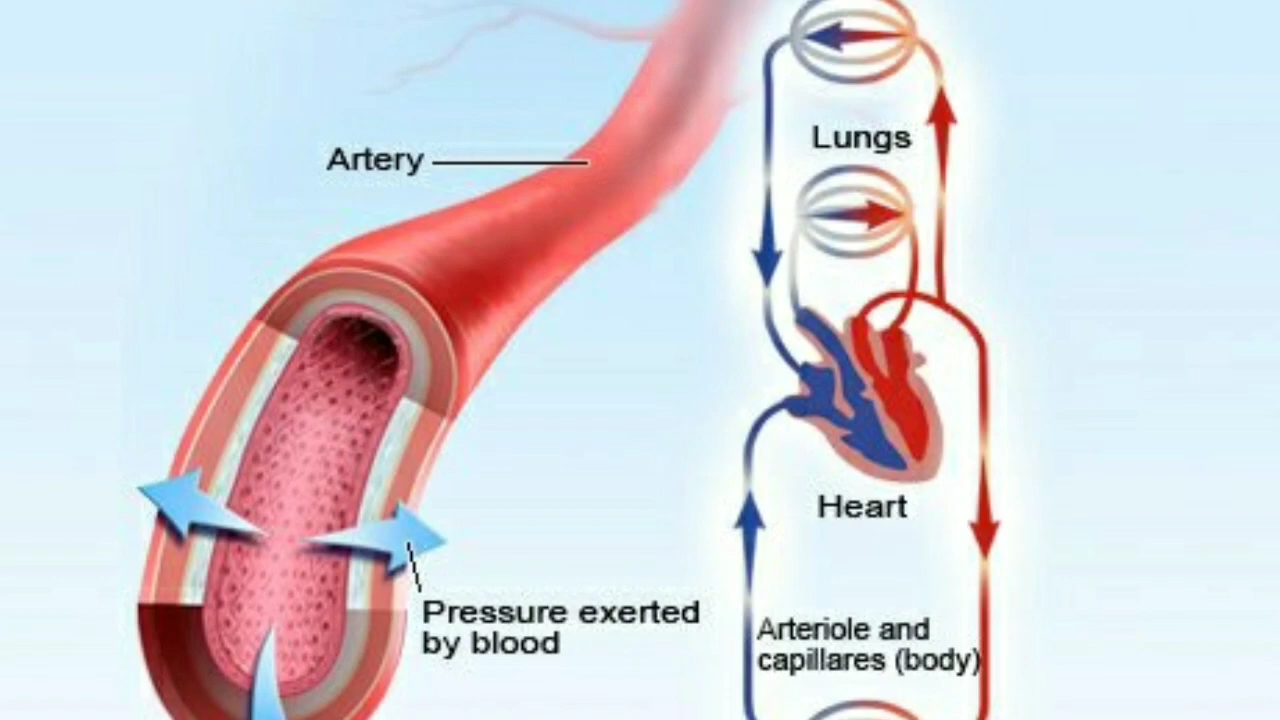 Artery
Pressure exerted
by blood
Lungs
Heart
Arteriole and
capillares (body)